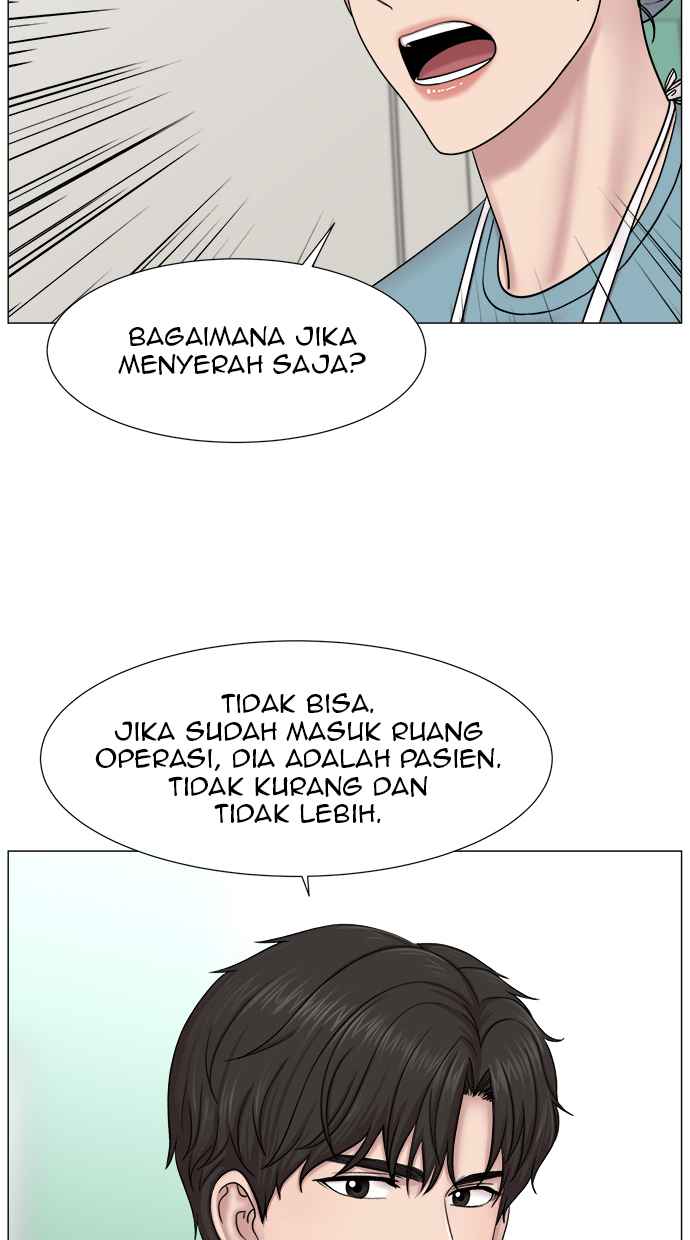 BAGAIMANA JIKA
MENYERAH SAJA?
TIDAK BISA.
JIKA SUDAH MASUK RUANG
OPERASI, DIA ADALAH PASIEN.
TIDAK KURANG DAN
TIDAK LEBIH.